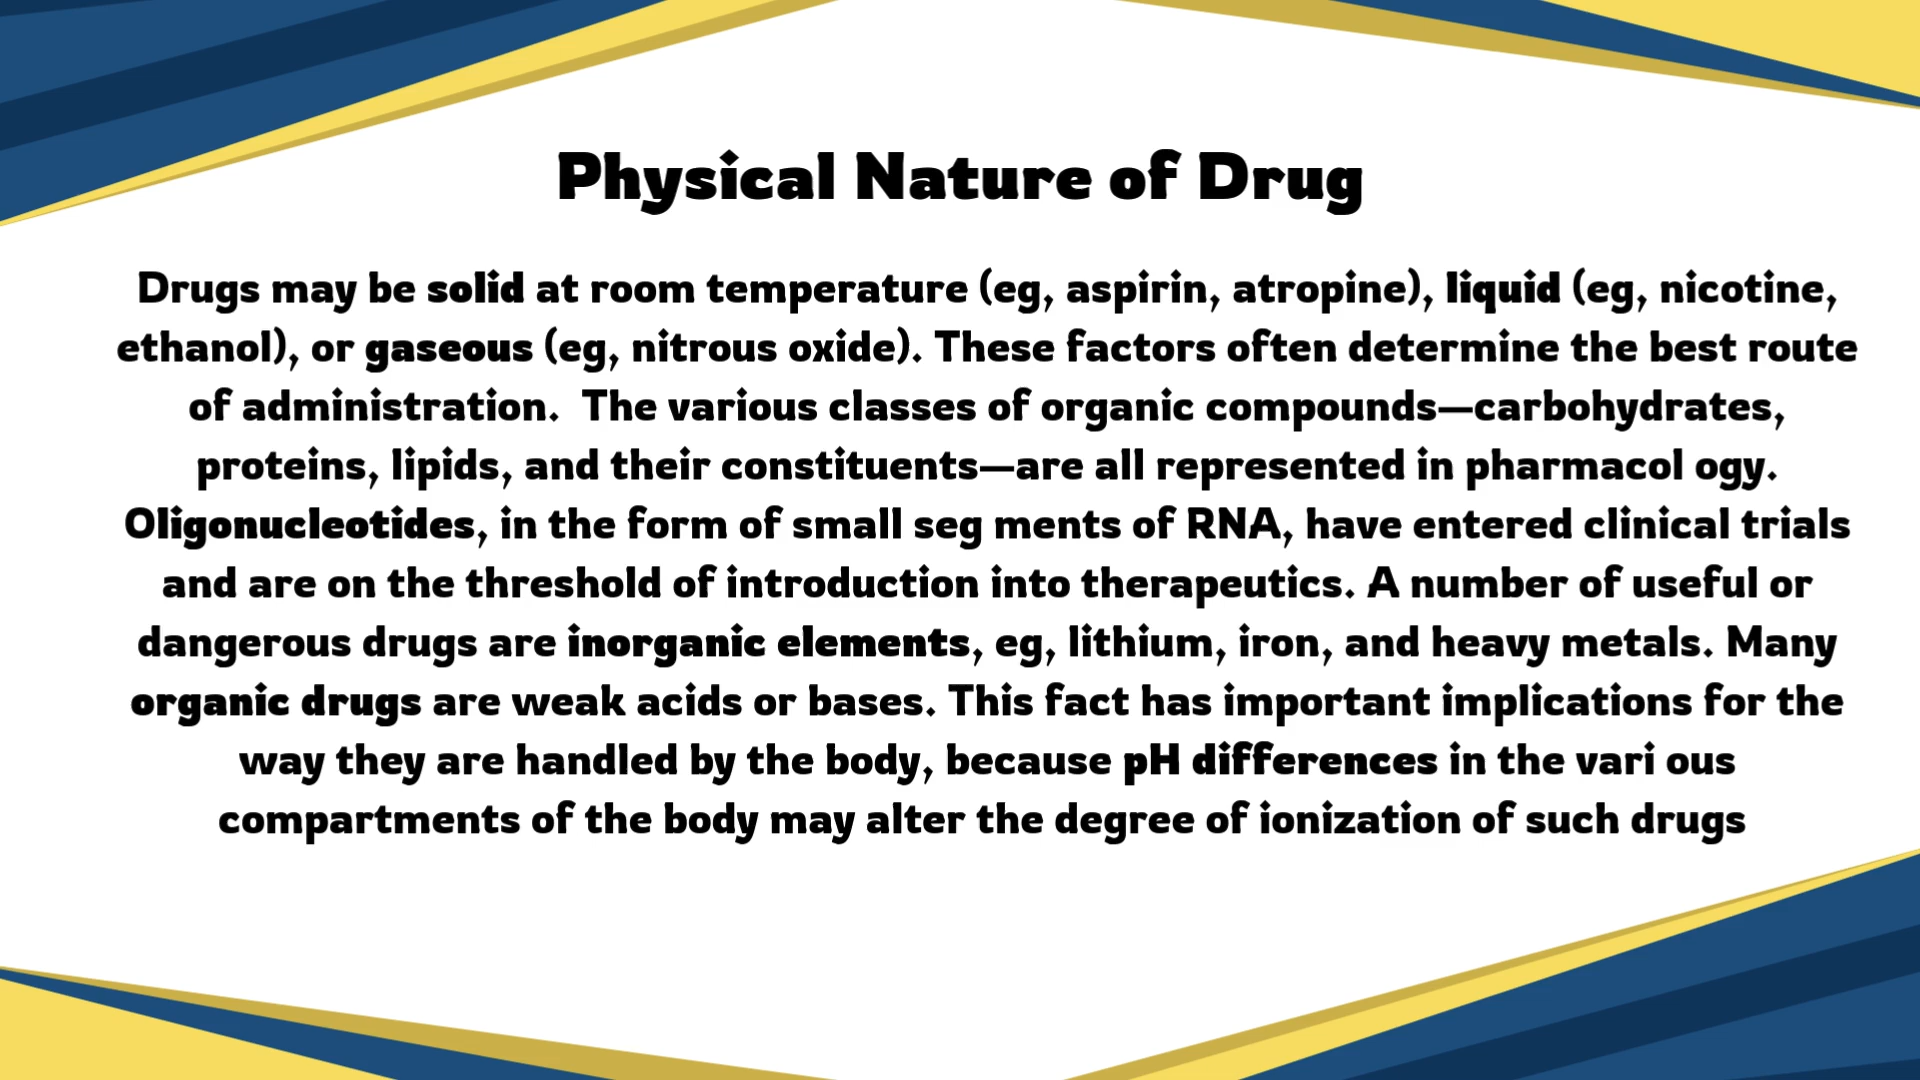 Physical Nature of Drug
Drugs may be solid at room temperature (eg, aspirin, atropine), liquid (eg, nicotine,
ethanol), or gaseous (eg, nitrous oxide). These factors often determine the best route
of administration.  The various classes of organic compounds—carbohydrates,
proteins, lipids, and their constituents—are all represented in pharmacol ogy.
Oligonucleotides, in the form of small seg ments of RNA, have entered clinical trials
and are on the threshold of introduction into therapeutics. A number of useful or
dangerous drugs are inorganic elements, eg, lithium, iron, and heavy metals. Many
organic drugs are weak acids or bases. This fact has important implications for the
way they are handled by the body, because pH differences in the vari ous
compartments of the body may alter the degree of ionization of such drugs